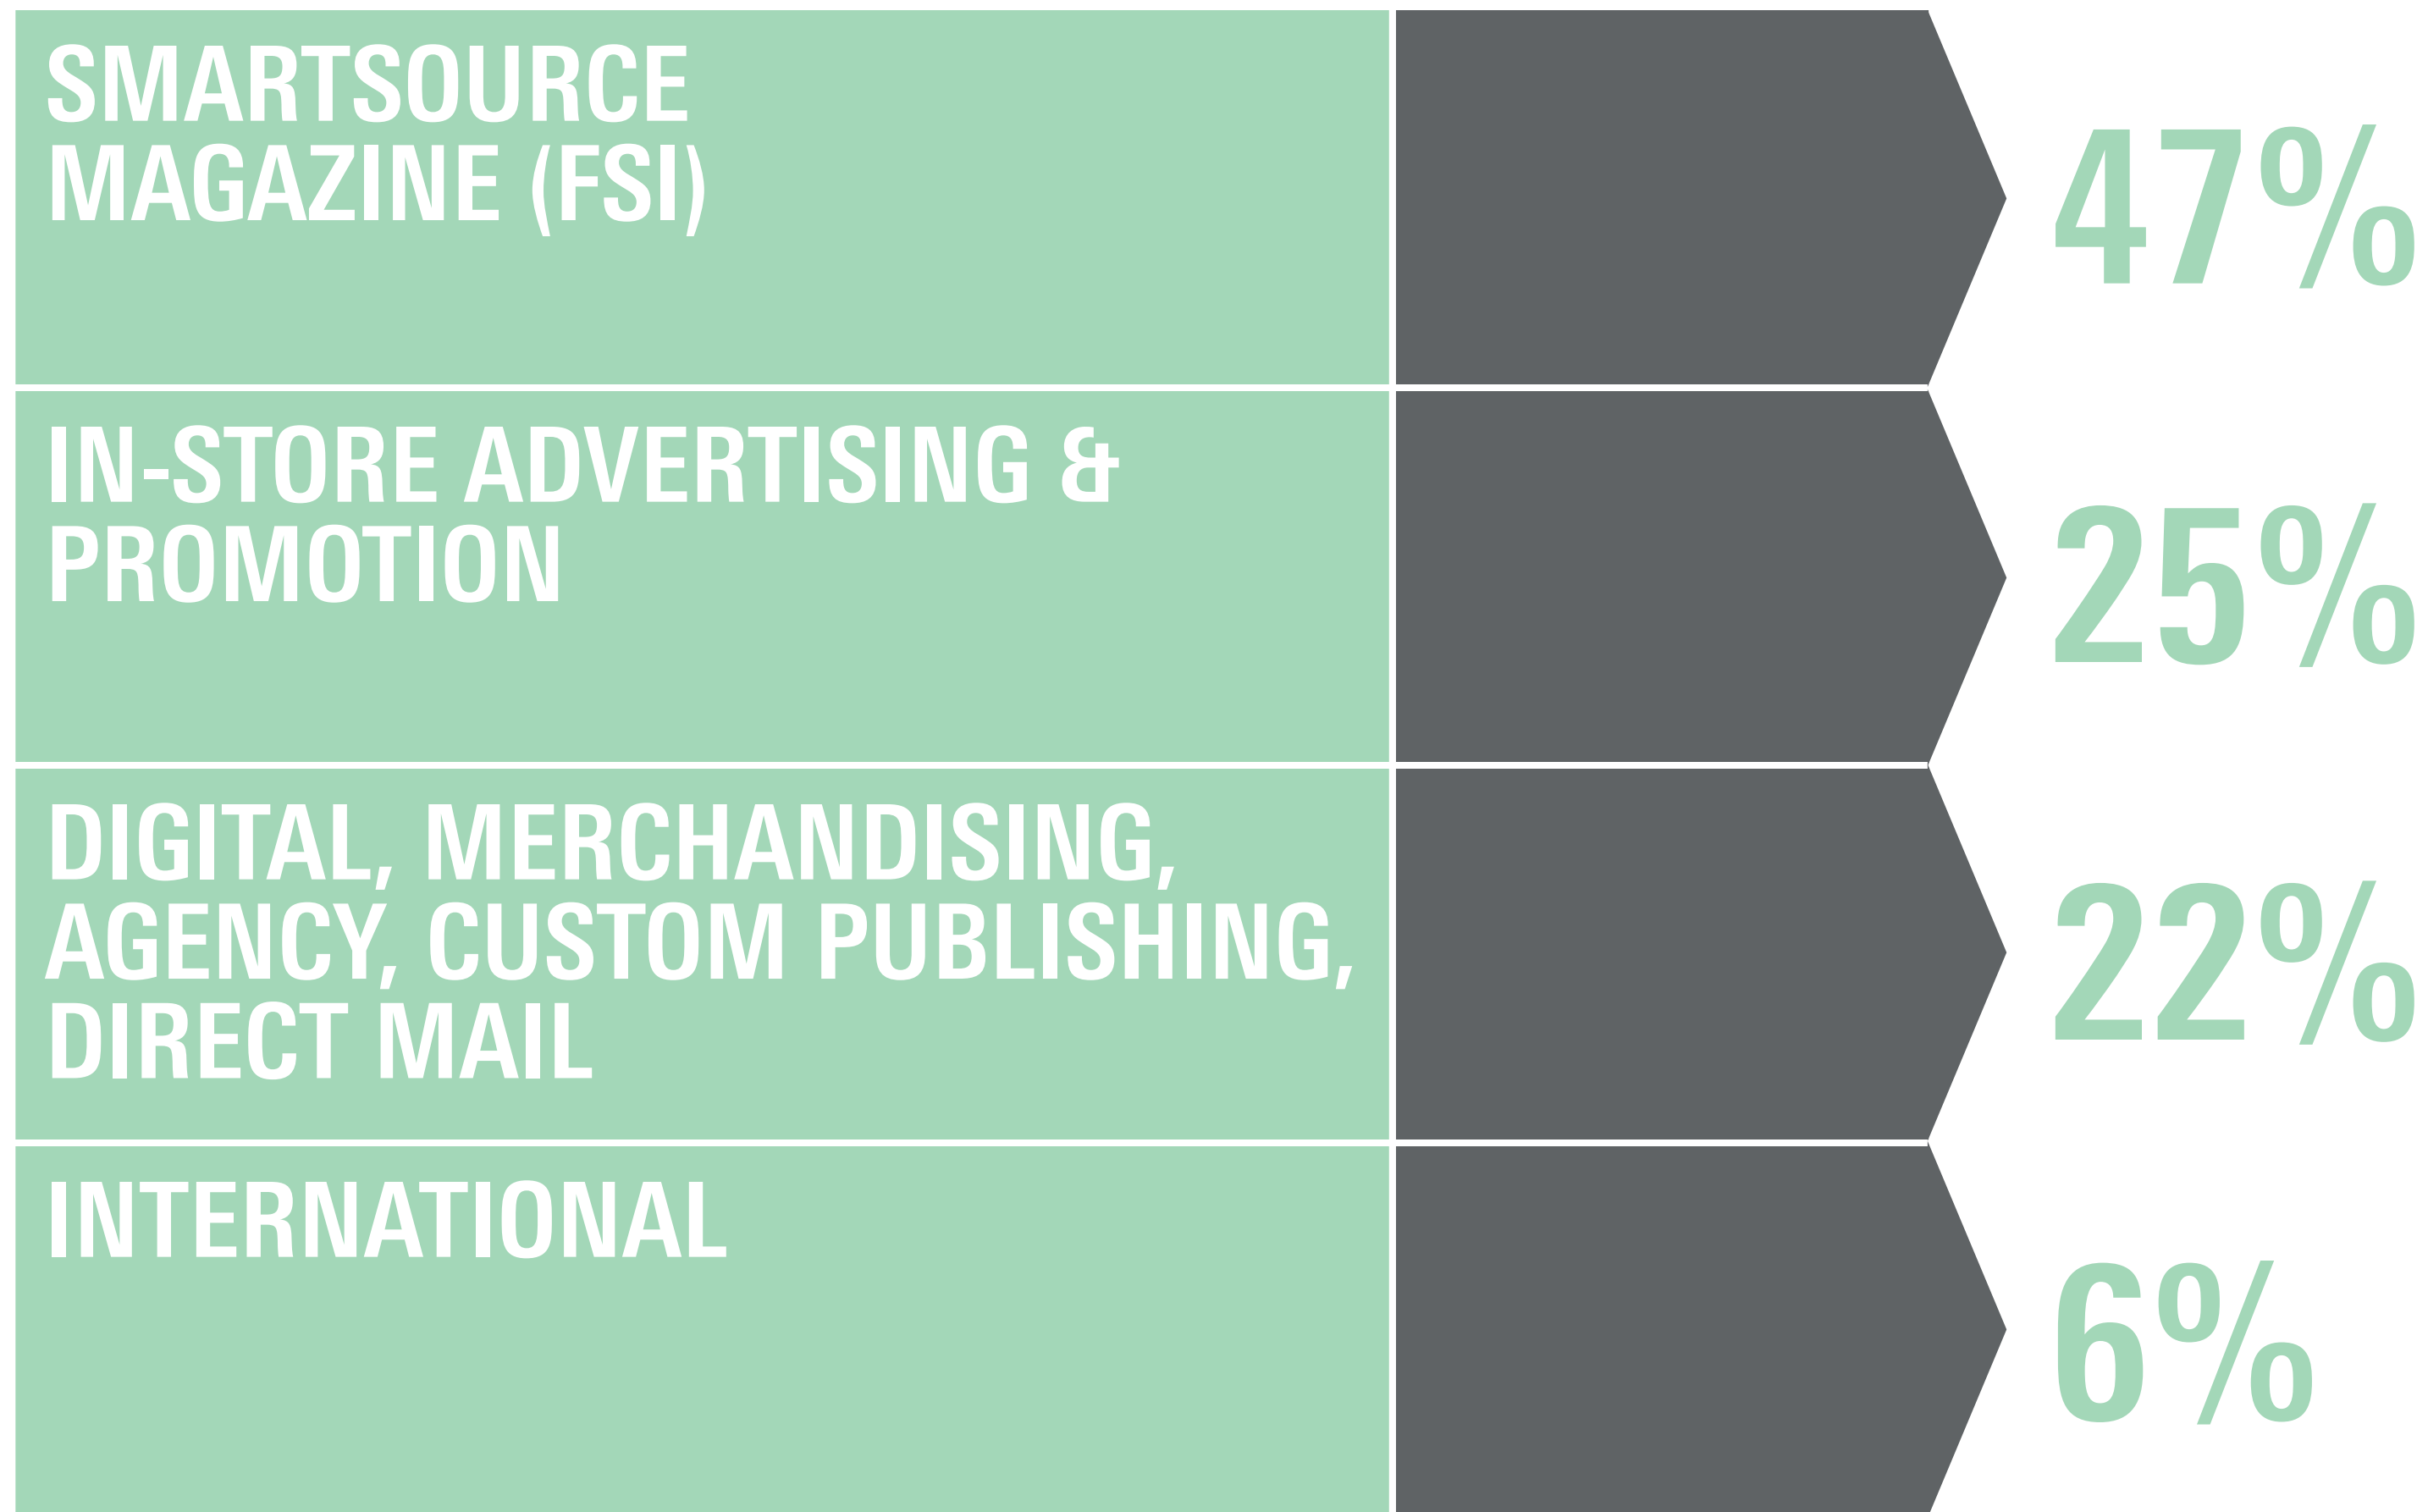 SMARTSOURCE
MAGAZINE (FSI)
47%
IN-STORE ADVERTISING &
PROMOTION
25%
DIGITAL, MERCHANDISING,
AGENCY, CUSTOM PUBLISHING,
DIRECT MAIL
22%
INTERNATIONAL
6%